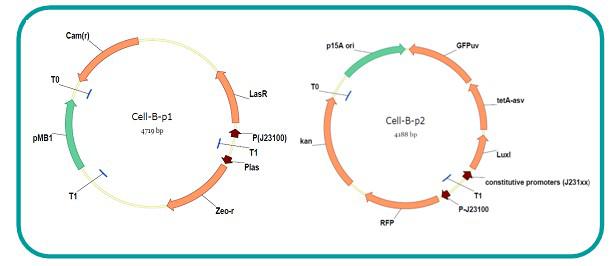 Cam(r)
T0
LasR
Cell-B-p1
4719 bp
pMB1
P(J23100)
T1
Plas
T1
Zeo-r
p15A ori
GFPuv
T0
tetA-asv
Cell-B-p2
4188 bp
kan
LuxI
constitutive promoters (J231xx)
T1
P-J23100
RFP